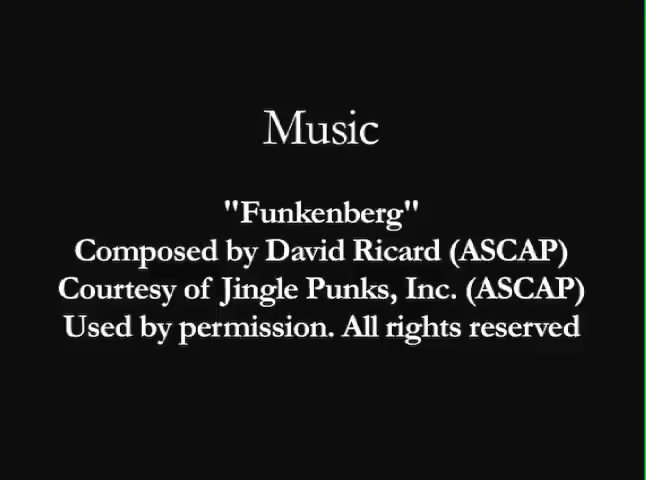 Music
"Funkenberg"
Composed by David Ricard (ASCAP)
Courtesy of Jingle Punks, Inc. (ASCAP)
Used by permission. All rights reserved